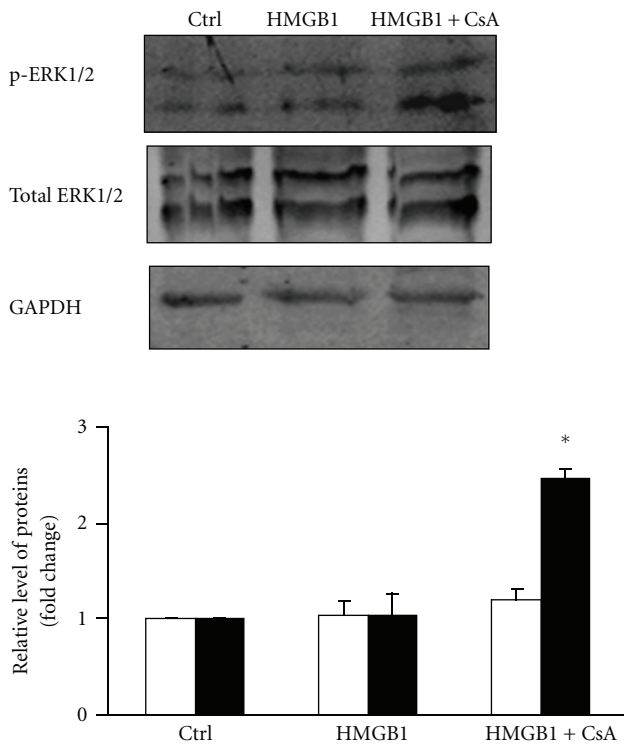 Ctrl HMGB1 HMGB1 + CsA
p-ERK1/2
Total ERK1/2
GAPDH
3
*
2
1
0
Relative level of proteins
(fold change)
Ctrl HMGB1 HMGB1 + CsA